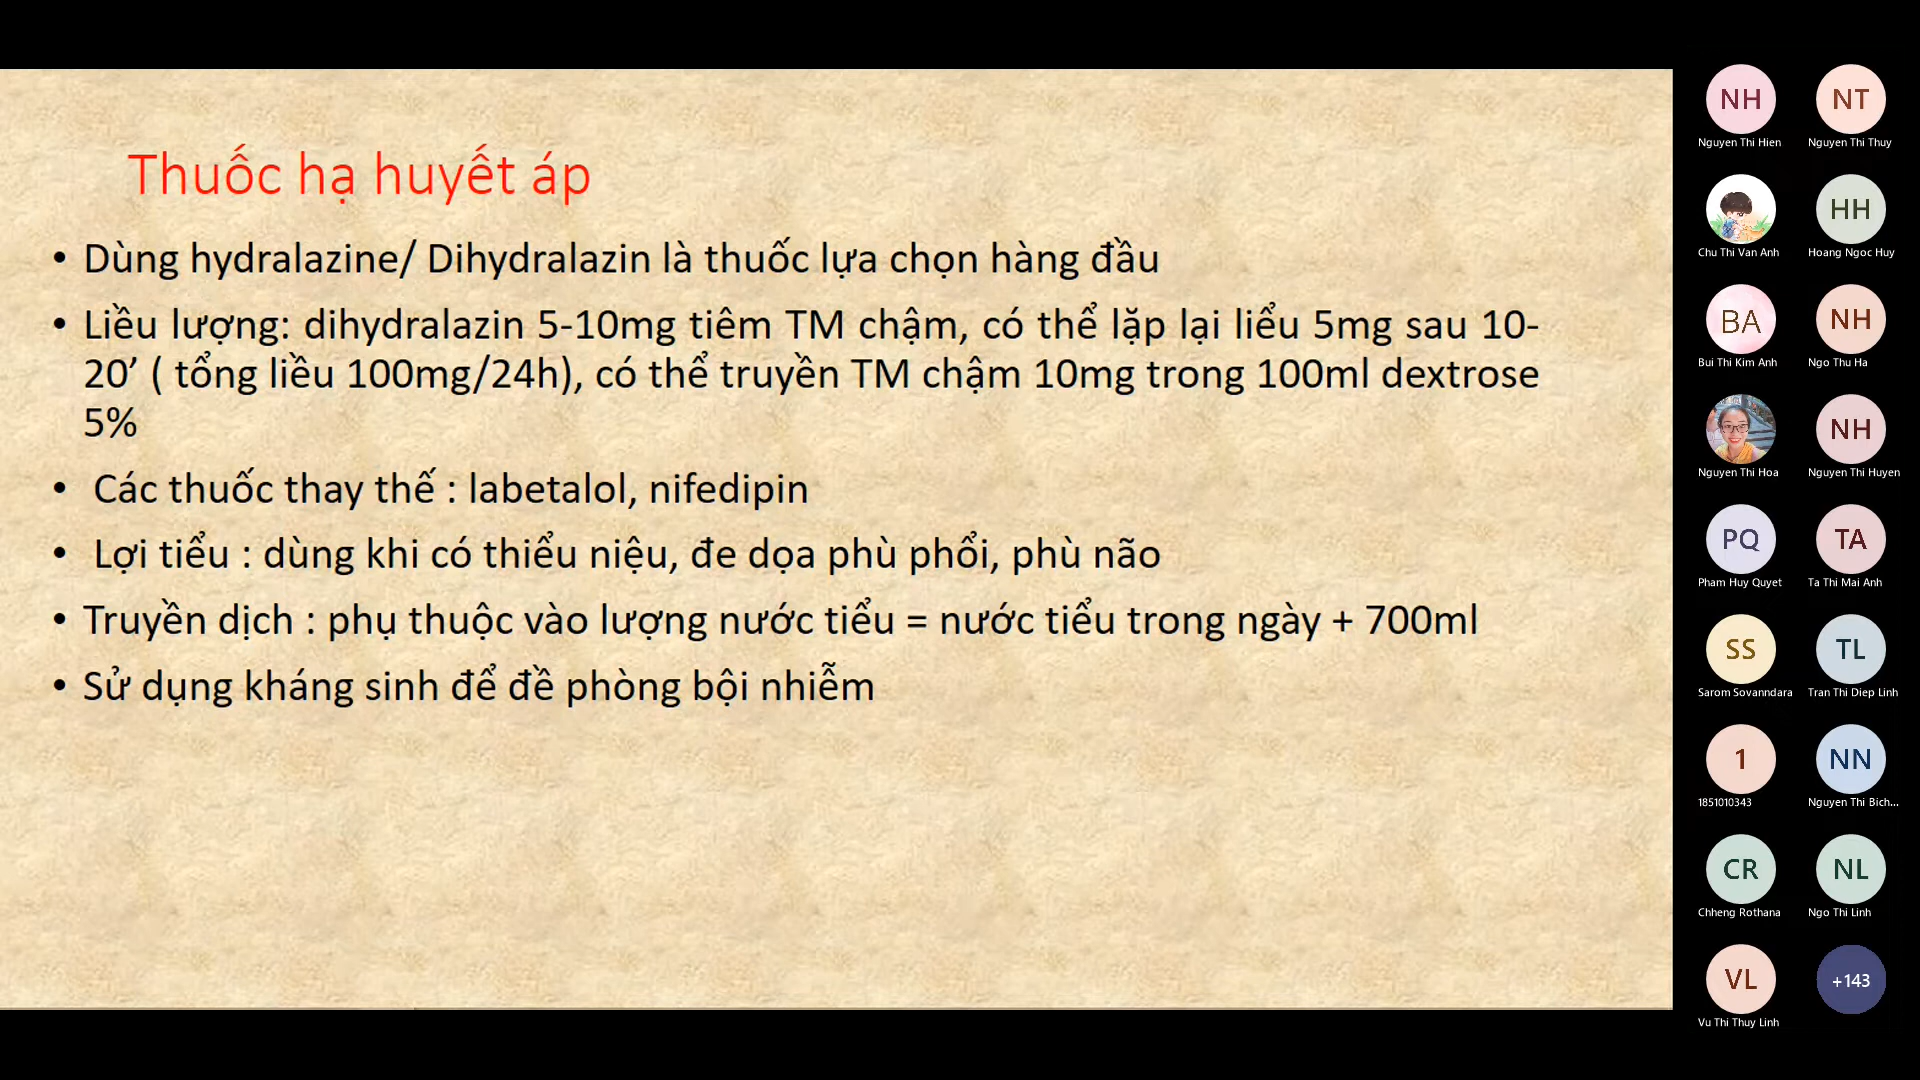 Thuốc hạ huyết áp
• Dùng hydralazine/ Dihydralazin là thuốc lựa chọn hàng đầu
• Liều lượng: dihydralazin 5-10mg tiêm TM chậm, có thể lặp lại liểu 5mg sau 10-
20’ ( tổng liều 100mg/24h), có thể truyền TM chậm 10mg trong 100ml dextrose
5%
• Các thuốc thay thế : labetalol, nifedipin
• Lợi tiểu : dùng khi có thiểu niệu, đe dọa phù phổi, phù não
• Truyền dịch : phụ thuộc vào lượng nước tiểu = nước tiểu trong ngày + 700ml
• Sử dụng kháng sinh để đề phòng bội nhiễm
NH NT
Nguyen Thi Hien Nguyen Thi Thuy
HH
Chu Thi Van Anh Hoang Ngoc Huy
BA NH
Bui Thi Kim Anh Ngo Thu Ha
NH
Nguyen Thi Hoa Nguyen Thi Huyen
PQ TA
Pham Huy Quyet Ta Thi Mai Anh
SS TL
Sarom Sovanndara Tran Thi Diep Linh
1 NN
1851010343 Nguyen Thi Bich...
CR NL
Chheng Rothana Ngo Thi Linh
VL +143
Vu Thi Thuy Linh